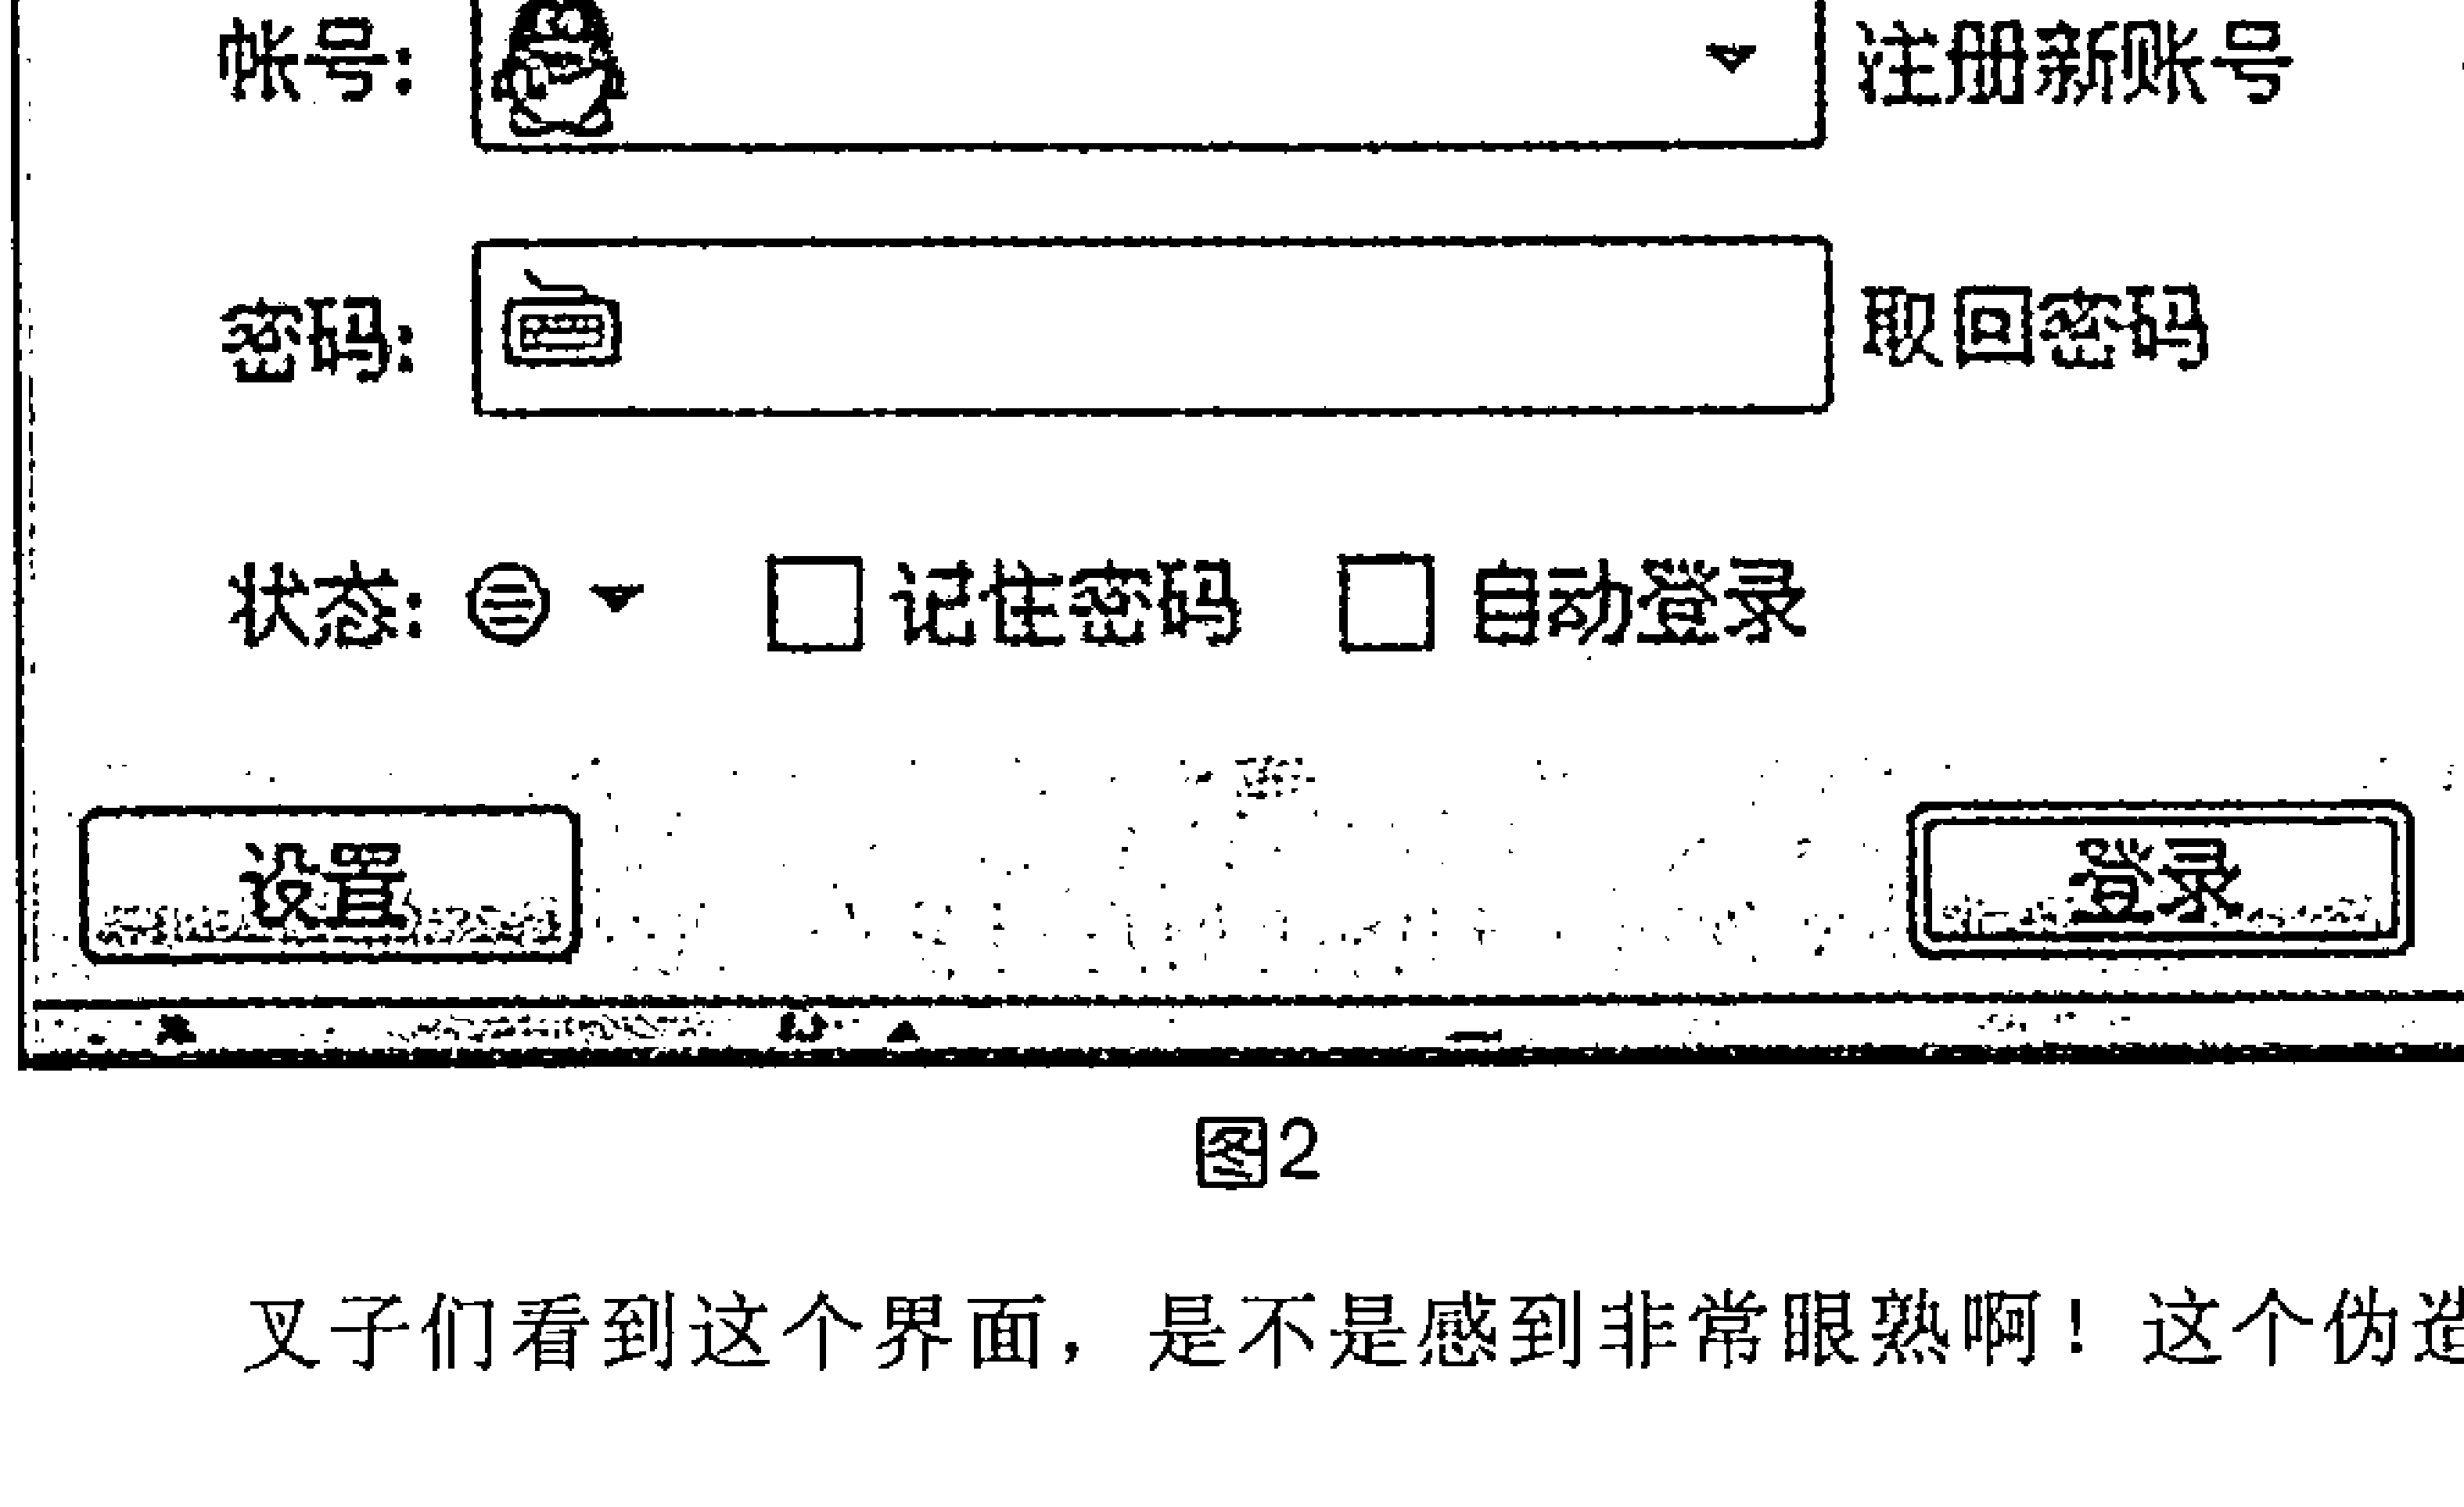 帐号: 注册新账号
密码: 取回密码
状态: 记住密码 自动登录
设置 登录
图2
叉子们看到这个界面，是不是感到非常眼熟啊！这个伪造